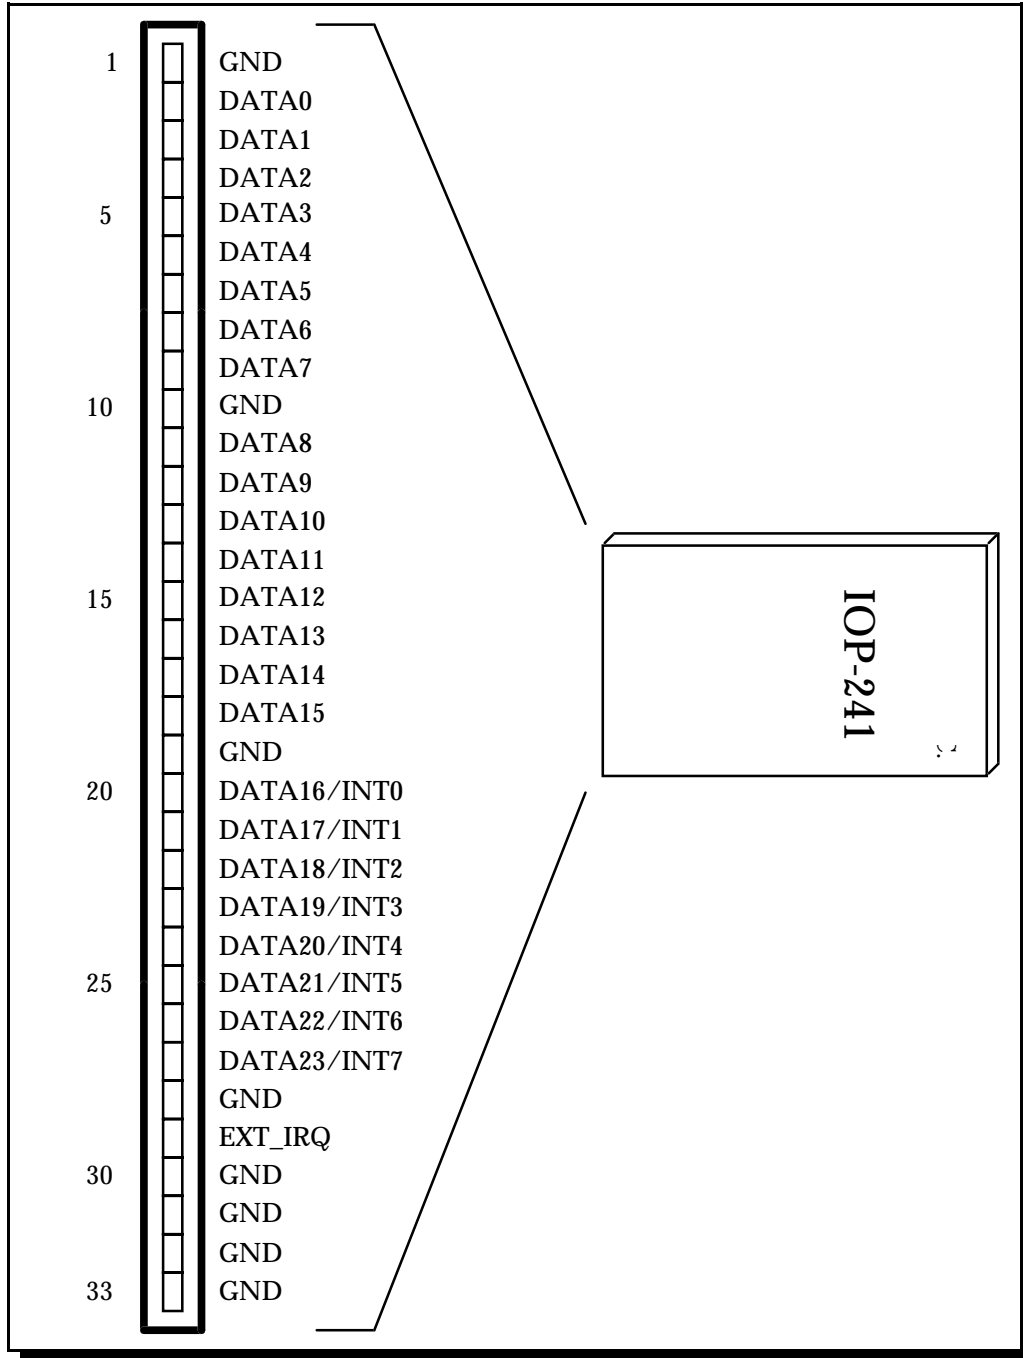 1 GND
DATA0
DATA1
DATA2
5 DATA3
DATA4
DATA5
DATA6
DATA7
10 GND
DATA8
DATA9
DATA10
DATA11
15 DATA12
DATA13
DATA14
DATA15
GND
20 DATA16/INT0
DATA17/INT1
DATA18/INT2
DATA19/INT3
DATA20/INT4
25 DATA21/INT5
DATA22/INT6
DATA23/INT7
GND
EXT_IRQ
30 GND
GND
GND
33 GND
IOP-241